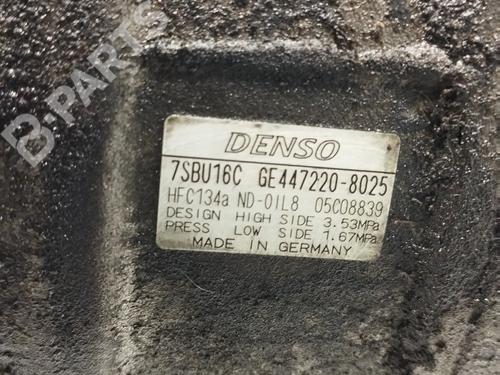 B-PARTS
DENSO
7SBU16C GE447220-8025
HFC134a ND-OIL8 05C08839
DESIGN HIGH SIDE 3.53MPa
PRESS LOW SIDE 1.67MPa
MADE IN GERMANY